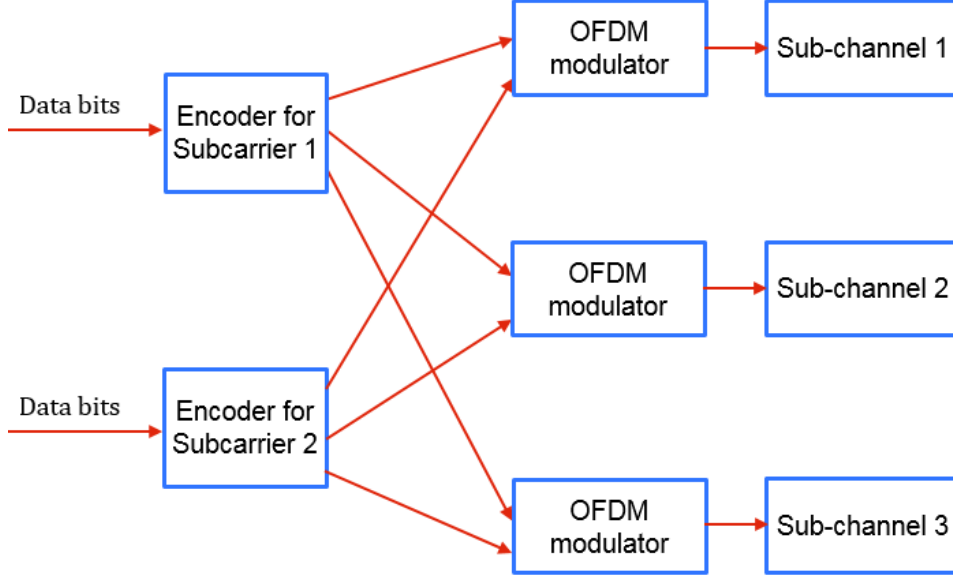 OFDM
modulator
Sub-channel 1
Data bits
Encoder for
Subcarrier 1
OFDM
modulator
Sub-channel 2
Data bits
Encoder for
Subcarrier 2
OFDM
modulator
Sub-channel 3